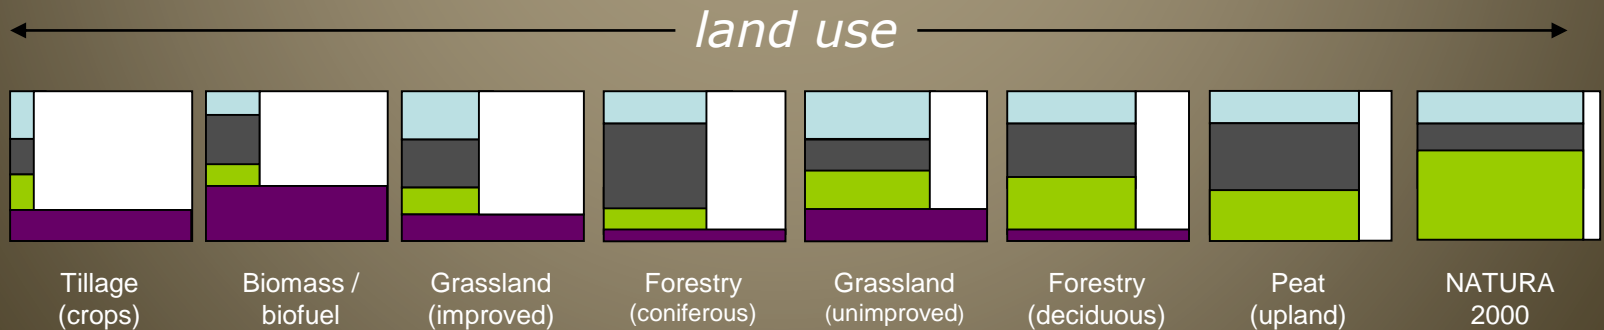 land use
Tillage
(crops)
Biomass /
biofuel
Grassland
(improved)
Forestry
(coniferous)
Grassland
(unimproved)
Forestry
(deciduous)
Peat
(upland)
NATURA
2000